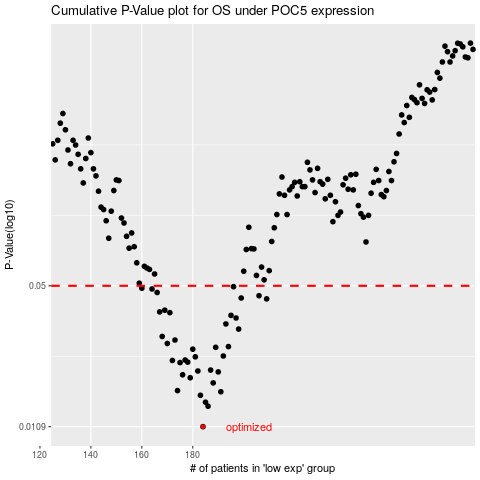 Cumulative P-Value plot for OS under POC5 expression
P-Value(log10)
0.05
0.0109
optimized
120
140
160
180
# of patients in 'low exp' group